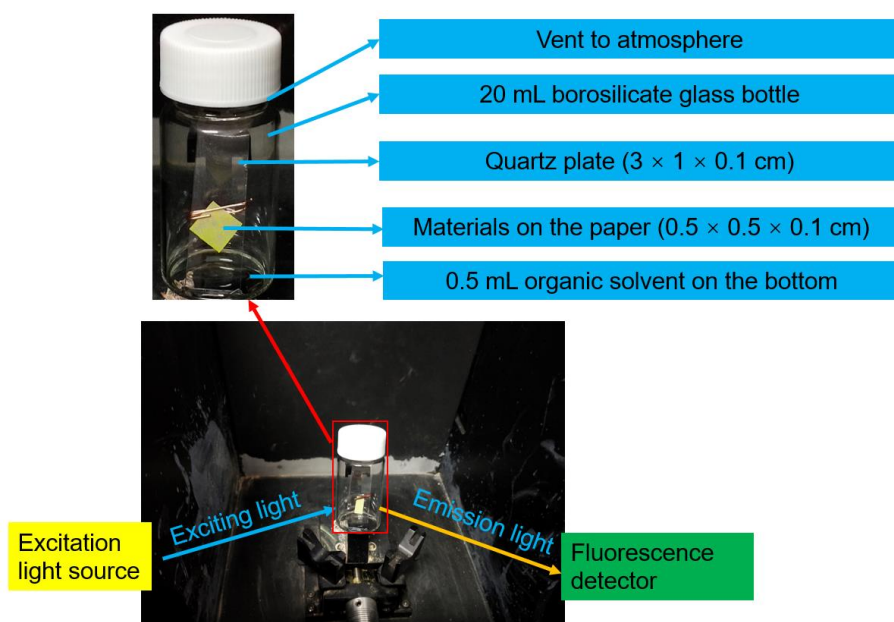 Vent to atmosphere
20 mL borosilicate glass bottle
Quartz plate (3 × 1 × 0.1 cm)
Materials on the paper (0.5 × 0.5 × 0.1 cm)
0.5 mL organic solvent on the bottom
Exciting light
Emission light
Excitation
light source
Fluorescence
detector